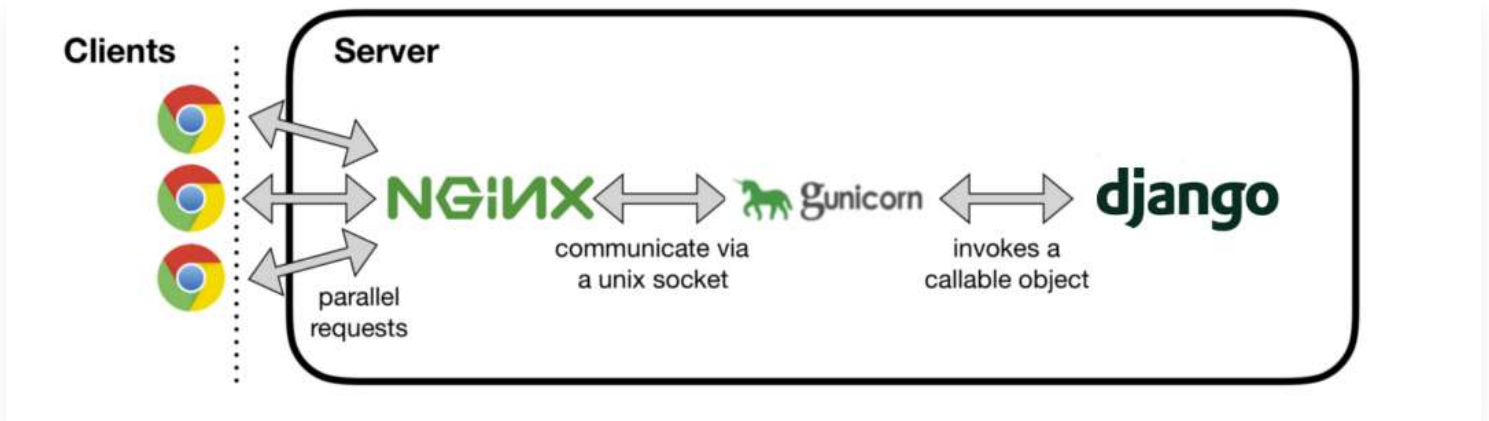 Clients
Server
NGINX
gunicorn
django
communicate via
a unix socket
invokes a
callable object
parallel
requests